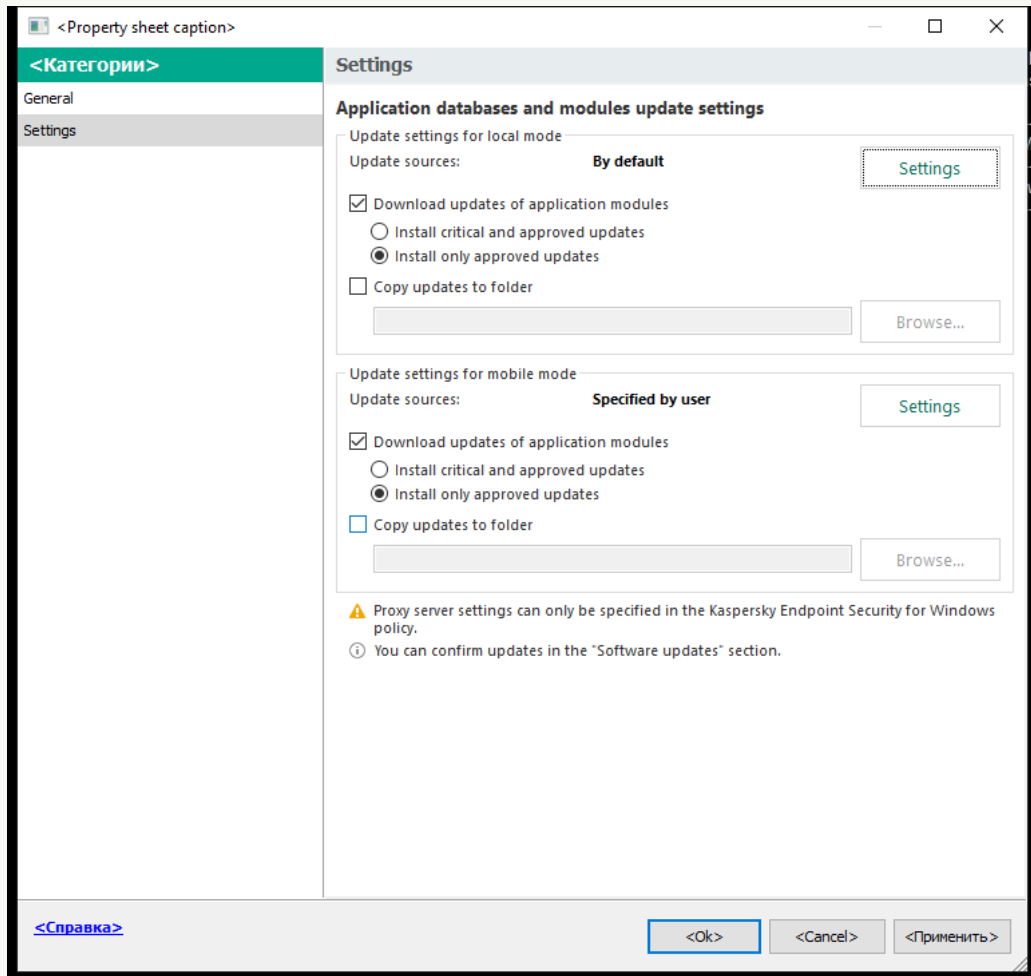 <Property sheet caption>
<Категории>
General
Settings
Settings
Application databases and modules update settings
Update settings for local mode
Update sources: By default
Settings
Download updates of application modules
Install critical and approved updates
Install only approved updates
Copy updates to folder
Browse...
Update settings for mobile mode
Update sources: Specified by user
Settings
Download updates of application modules
Install critical and approved updates
Install only approved updates
Copy updates to folder
Browse...
Proxy server settings can only be specified in the Kaspersky Endpoint Security for Windows
policy.
You can confirm updates in the "Software updates" section.
<Справка>
<Ok> <Cancel> <Применить>